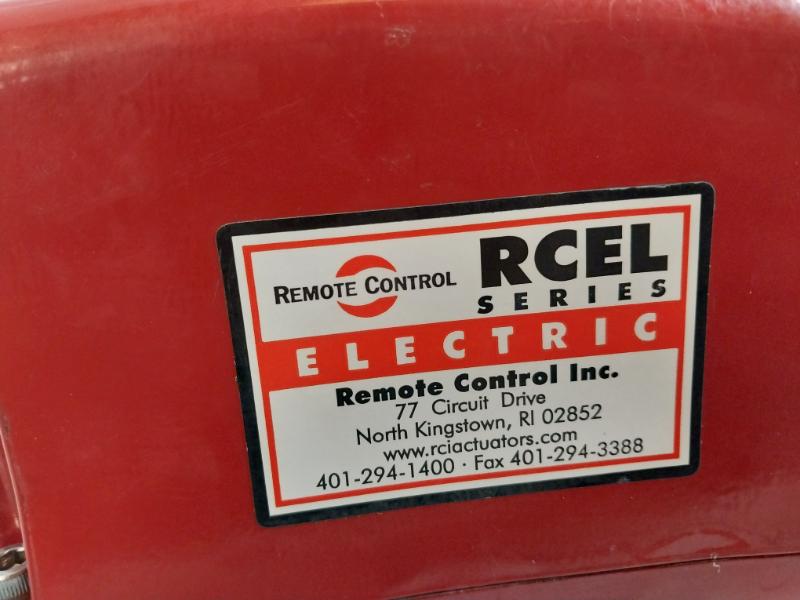 REMOTE CONTROL
RCEL
SERIES
ELECTRIC
Remote Control Inc.
77 Circuit Drive
North Kingstown, RI 02852
www.rciactuators.com
401-294-1400 · Fax 401-294-3388